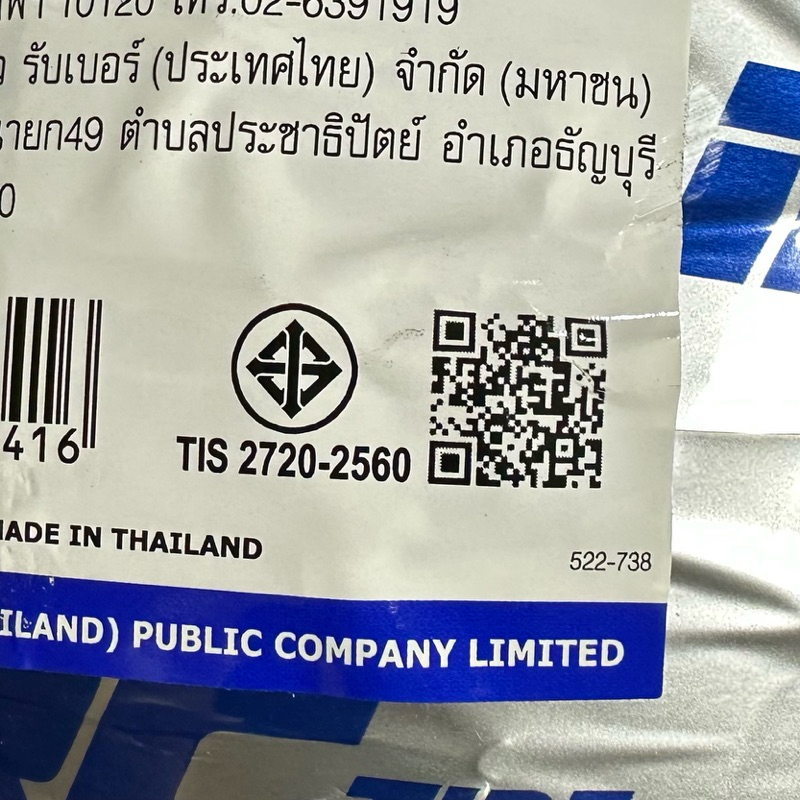 10120 โทร.02-6391919
รับเบอร์ (ประเทศไทย) จำกัด (มหาชน)
นายก49 ตำบลประชาธิปัตย์ อำเภอธัญบุรี
0
416
TIS 2720-2560
MADE IN THAILAND
522-738
ILAND) PUBLIC COMPANY LIMITED